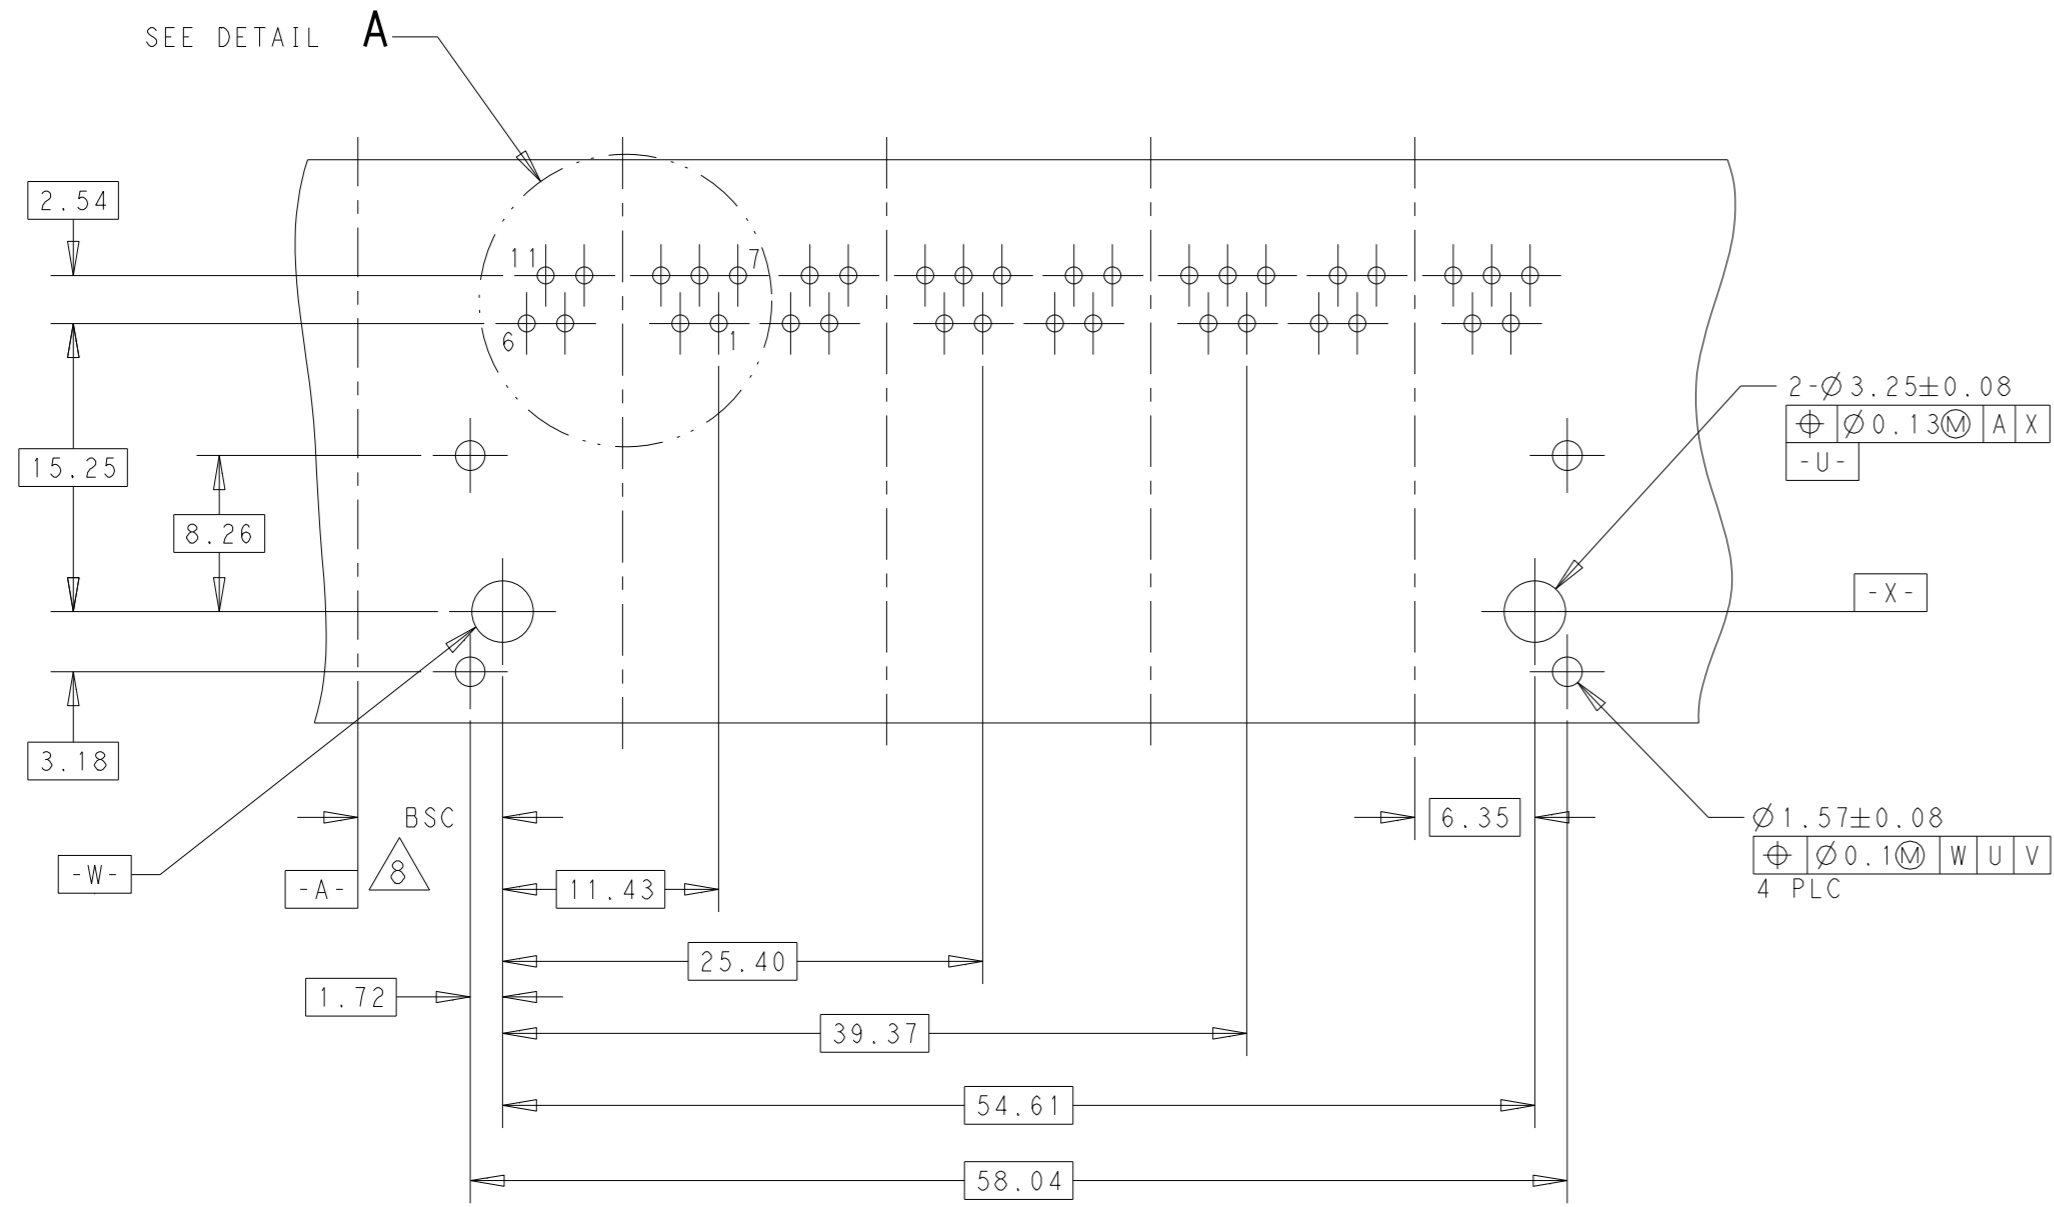 SEE DETAIL A
2.54
11 7
6 1
2-Ø3.25±0.08
⌖ Ø0.13Ⓜ A X
-U-
15.25
8.26
-X-
3.18
BSC
6.35
Ø1.57±0.08
⌖ Ø0.1Ⓜ W U V
4 PLC
-W-
-A- 8
11.43
25.40
1.72
39.37
54.61
58.04